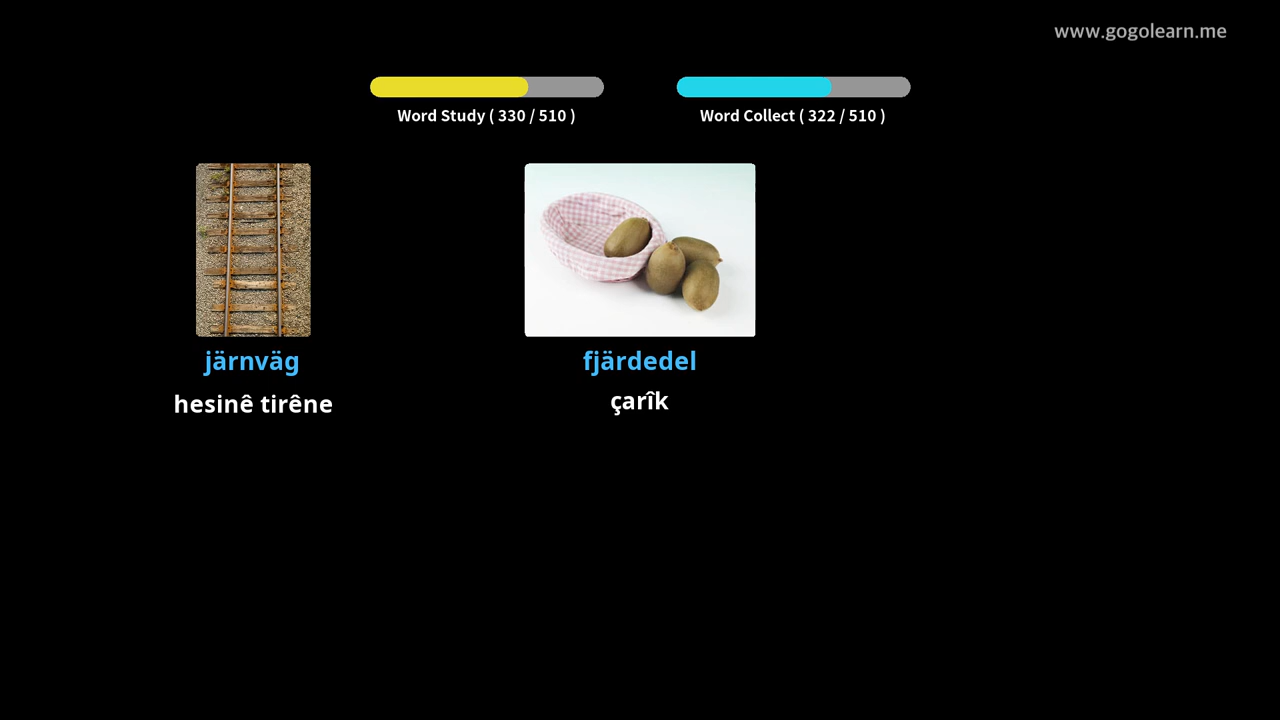 www.gogolearn.me
Word Study ( 330 / 510 )
Word Collect ( 322 / 510 )
järnväg
hesinê tirêne
fjärdedel
çarîk